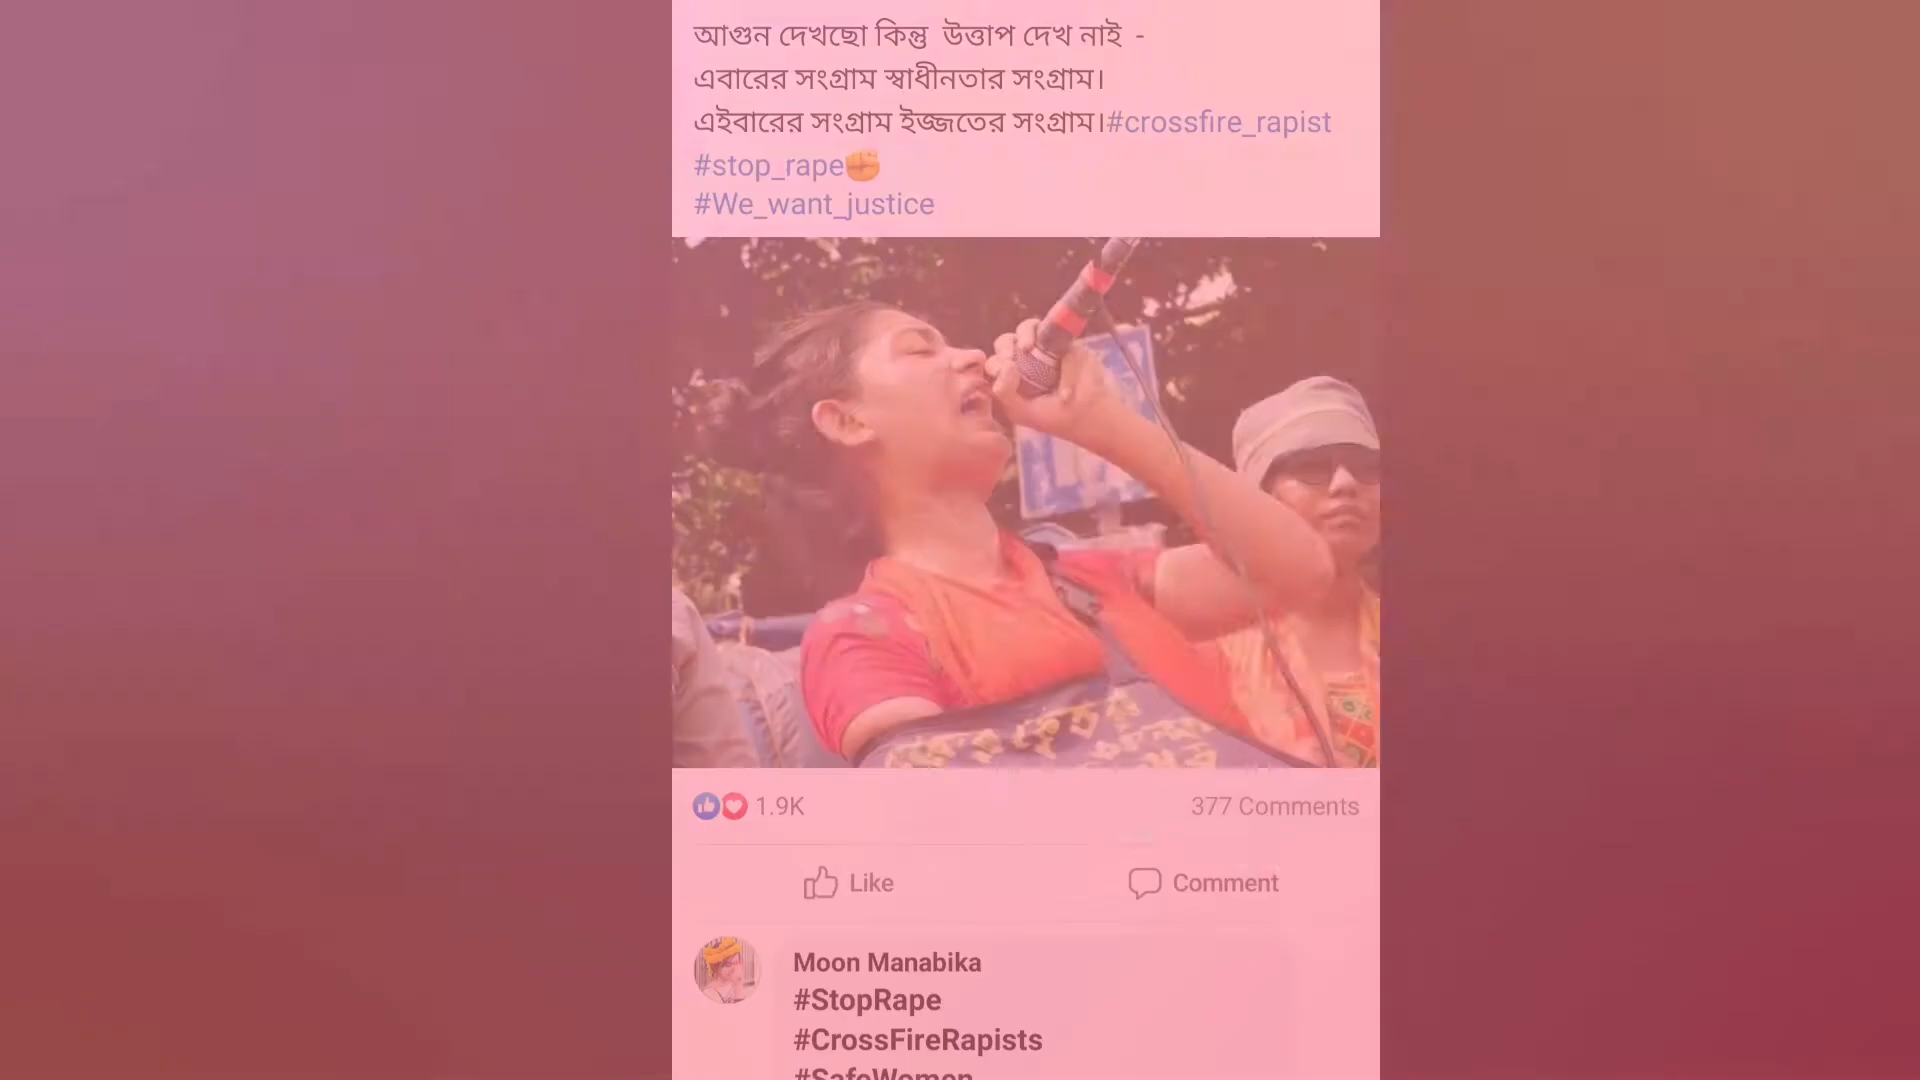 আগুন দেখছো কিন্তু উত্তাপ দেখ নাই -
এবারের সংগ্রাম স্বাধীনতার সংগ্রাম।
এইবারের সংগ্রাম ইজ্জতের সংগ্রাম।#crossfire_rapist
#stop_rape✊
#We_want_justice
1.9K 377 Comments
Like Comment
Moon Manabika
#StopRape
#CrossFireRapists
#SafeWomen